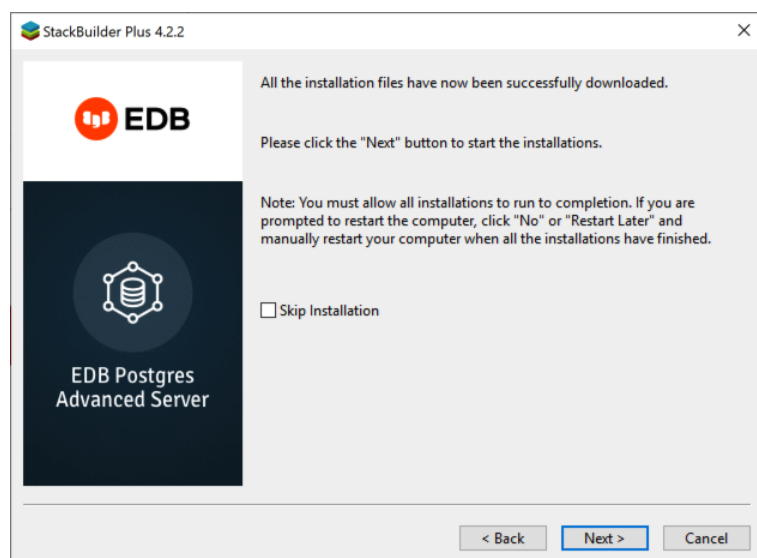 StackBuilder Plus 4.2.2
EDB
EDB Postgres
Advanced Server
All the installation files have now been successfully downloaded.
Please click the "Next" button to start the installations.
Note: You must allow all installations to run to completion. If you are
prompted to restart the computer, click "No" or "Restart Later" and
manually restart your computer when all the installations have finished.
Skip Installation
< Back
Next >
Cancel